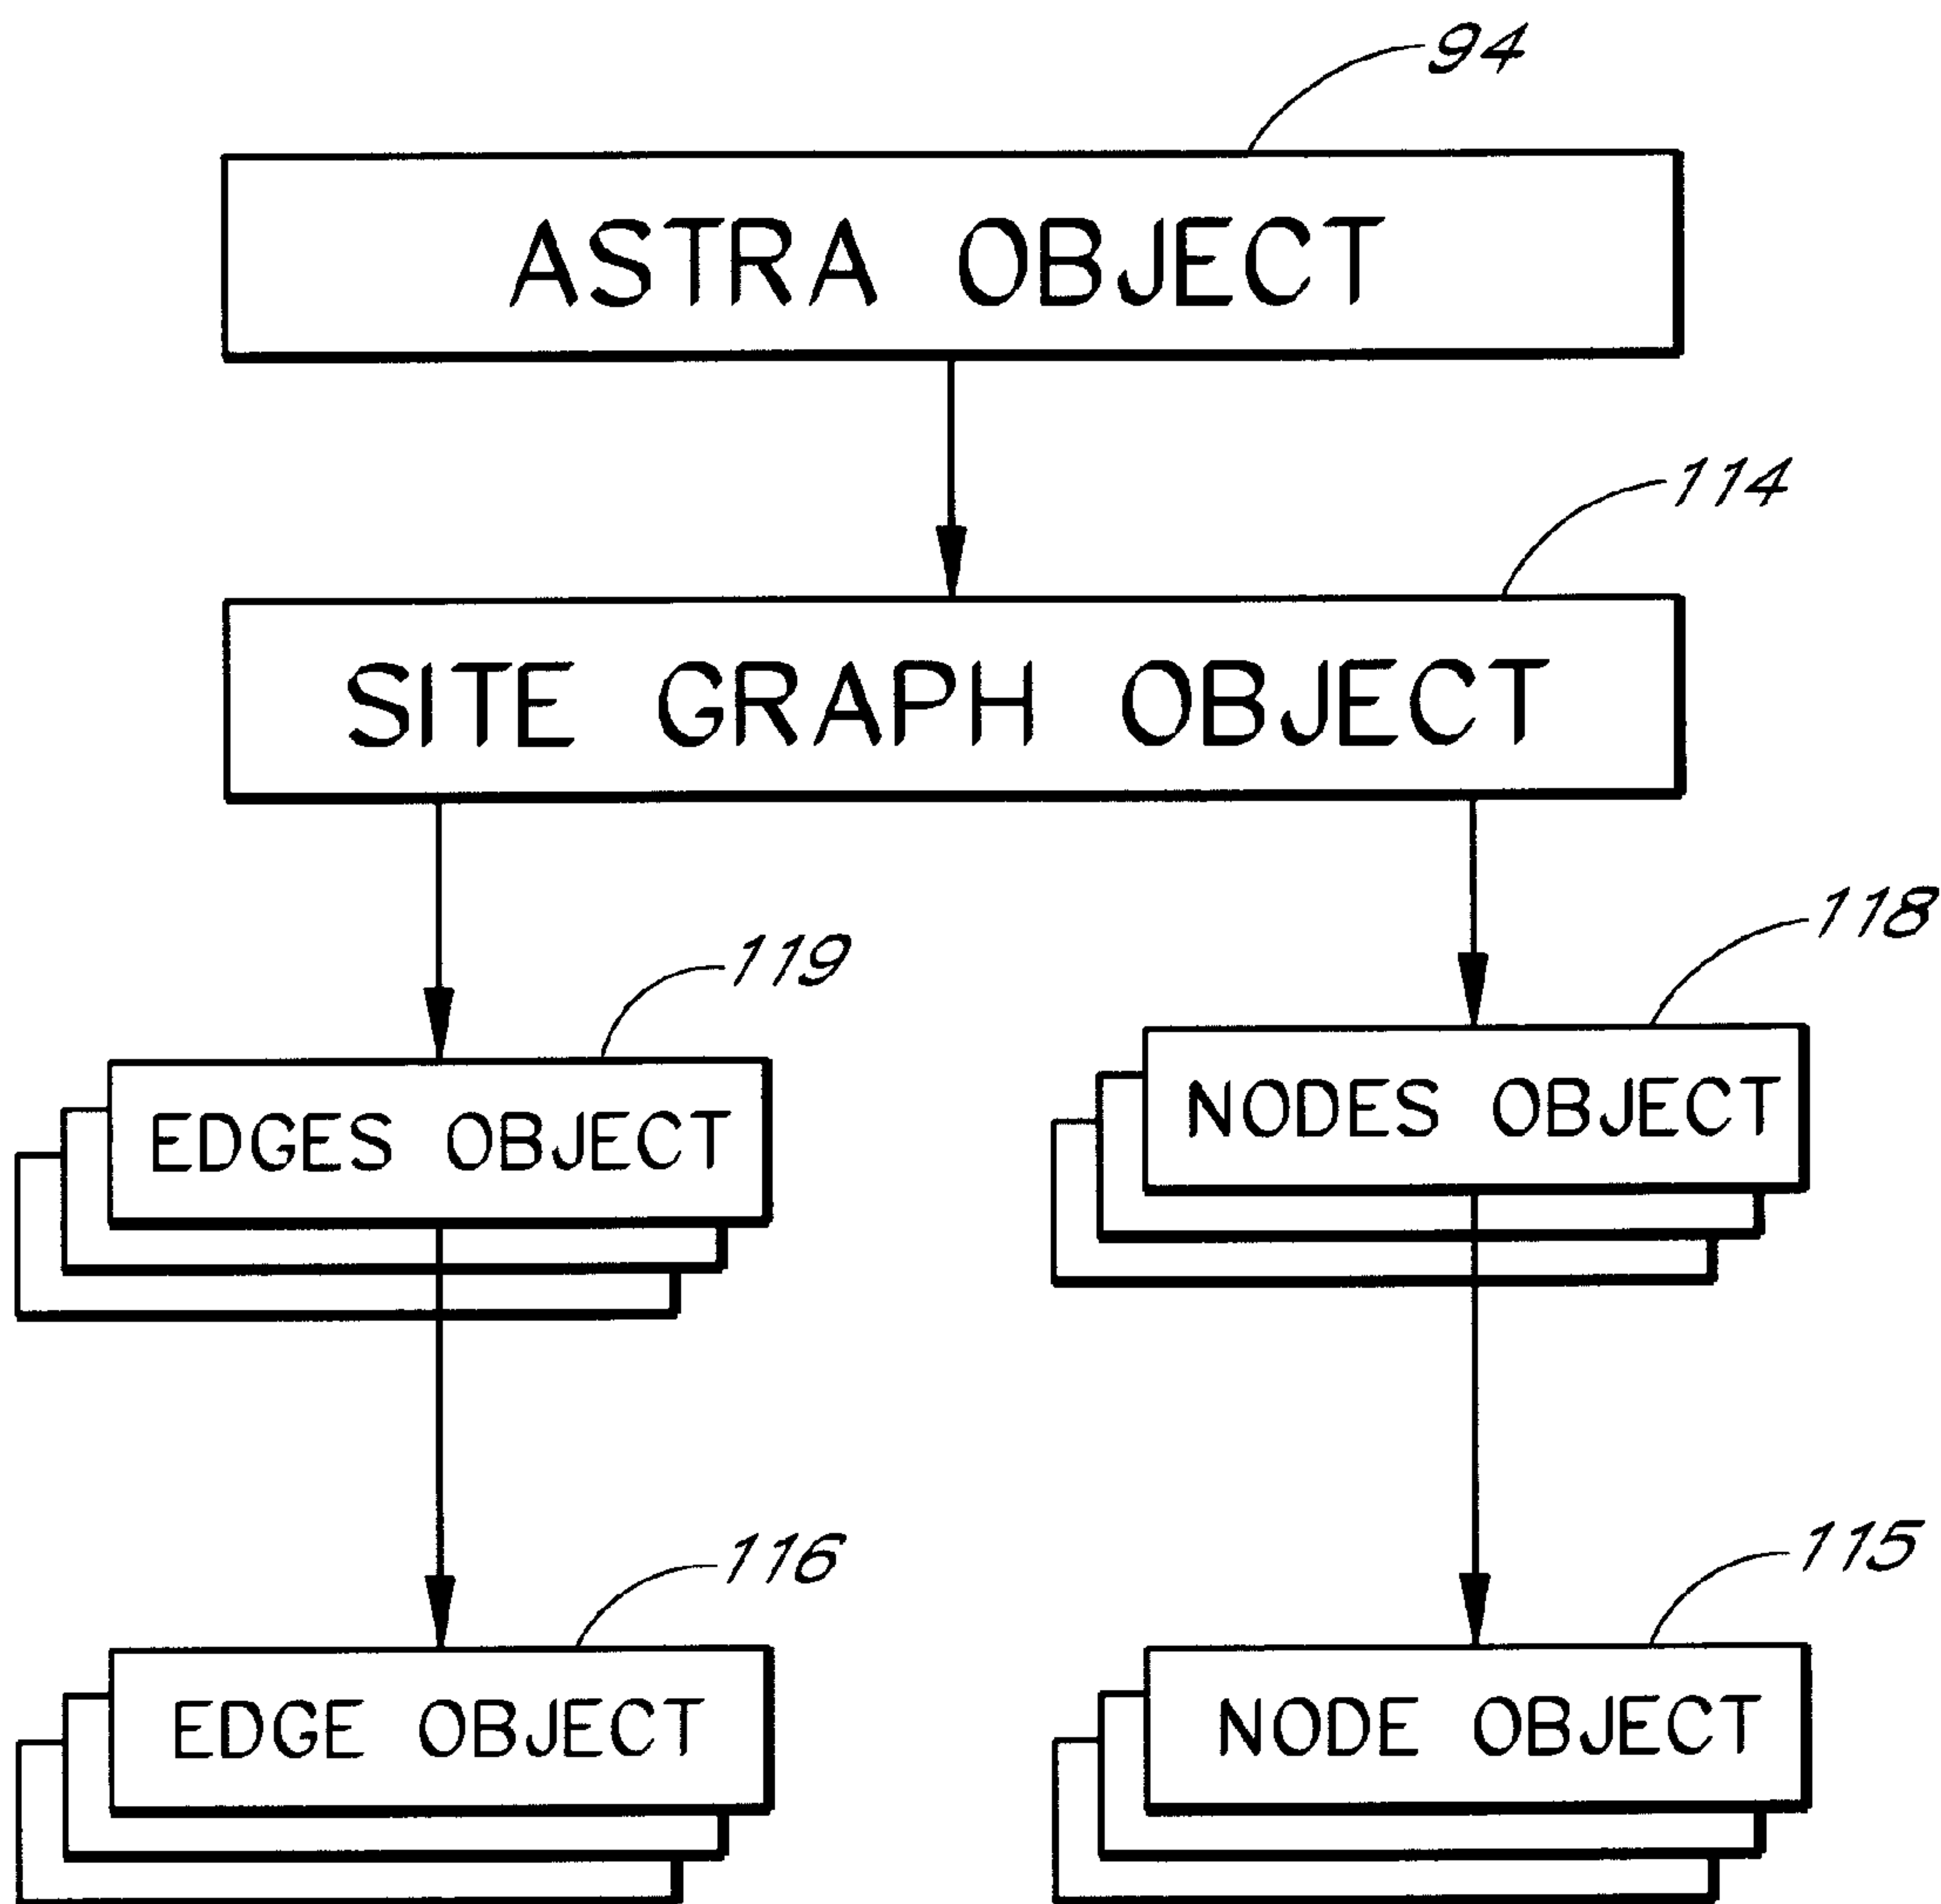 94
ASTRA OBJECT
114
SITE GRAPH OBJECT
119
118
EDGES OBJECT
NODES OBJECT
116
115
EDGE OBJECT
NODE OBJECT